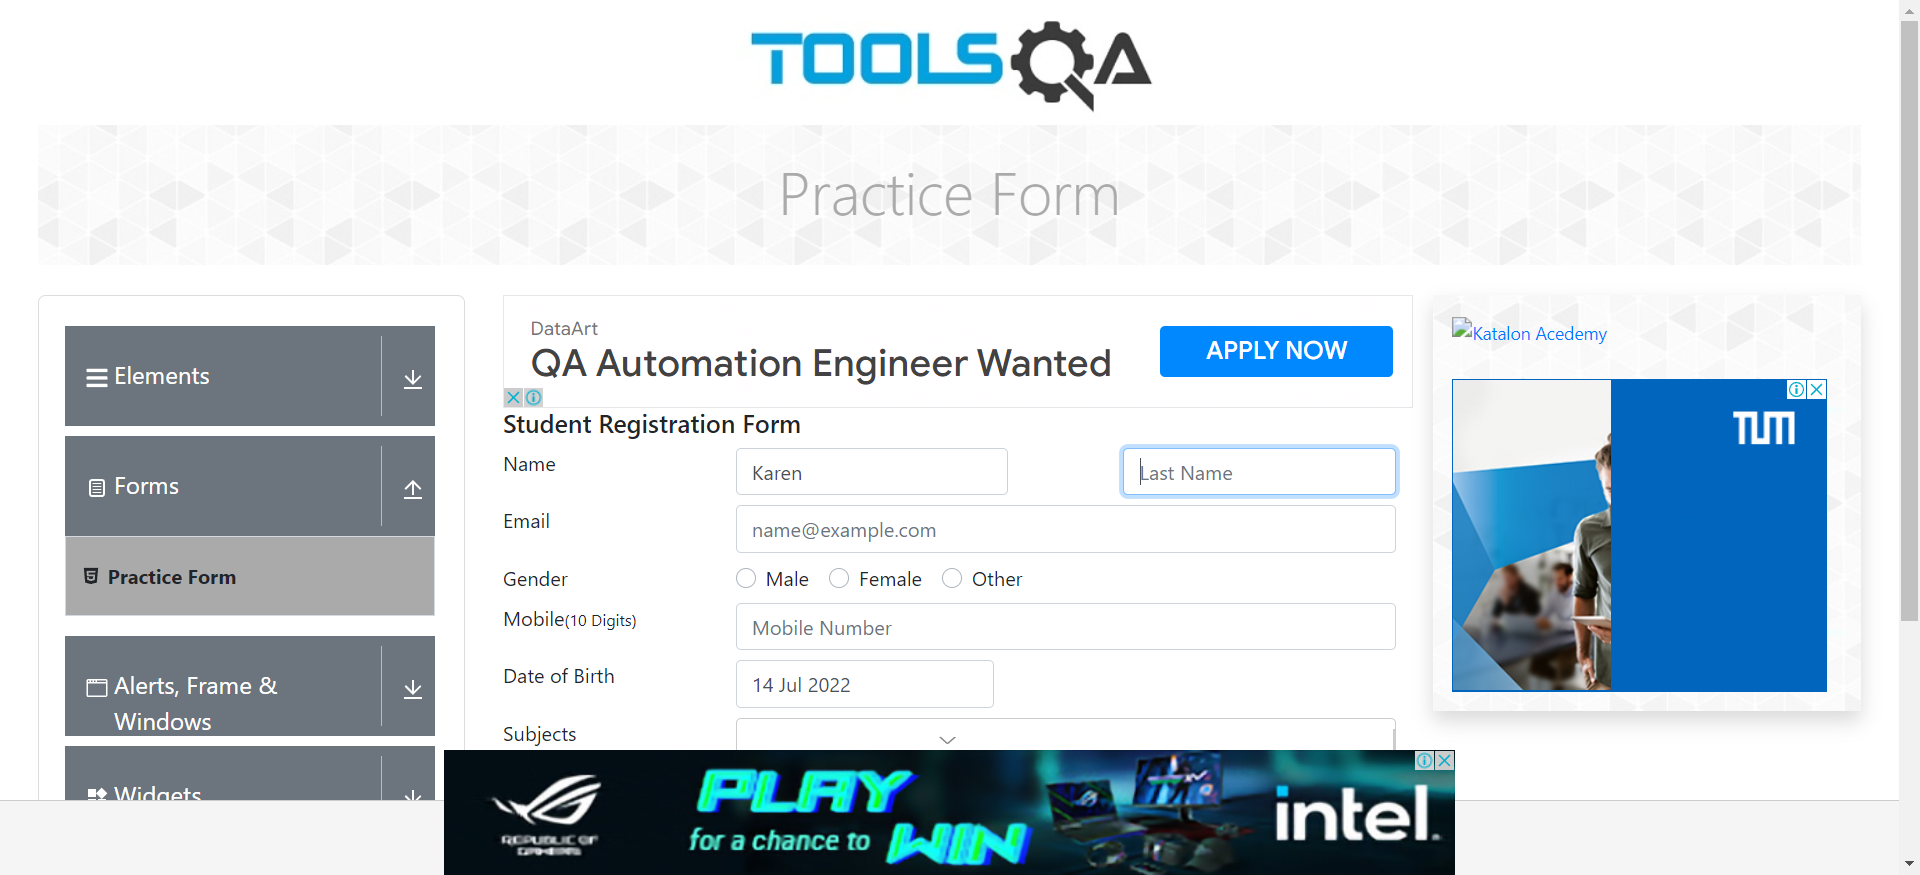 TOOLSQA
Practice Form
Elements
Forms
Practice Form
Alerts, Frame &
Windows
Widgets
DataArt
QA Automation Engineer Wanted
APPLY NOW
Student Registration Form
Name
Karen
Last Name
Email
name@example.com
Gender
Male
Female
Other
Mobile(10 Digits)
Mobile Number
Date of Birth
14 Jul 2022
Subjects
Katalon Acedemy
TUM
REPUBLIC OF
GAMERS
PLAY
for a chance to WIN
intel.